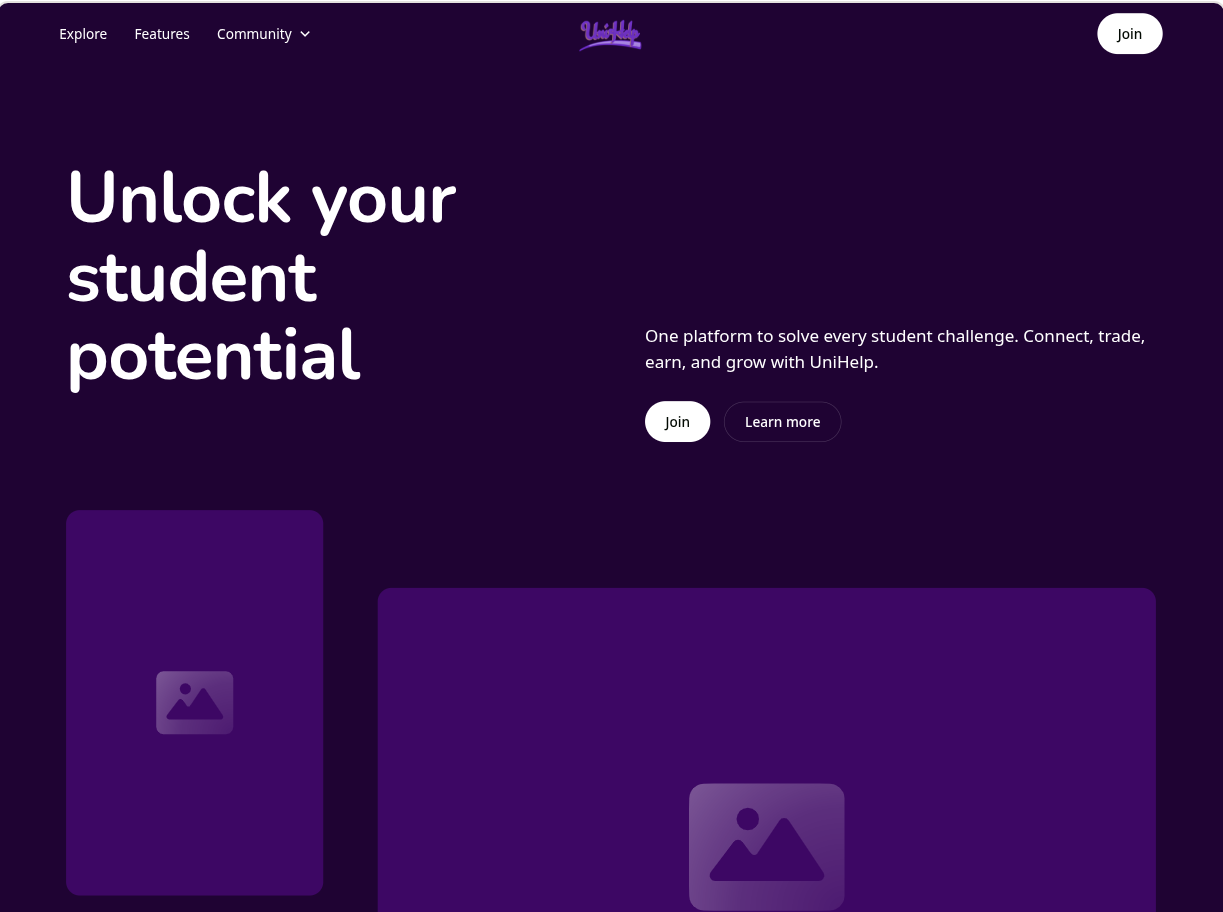 Explore Features Community UniHelp Join
Unlock your
student
potential
One platform to solve every student challenge. Connect, trade,
earn, and grow with UniHelp.
Join Learn more